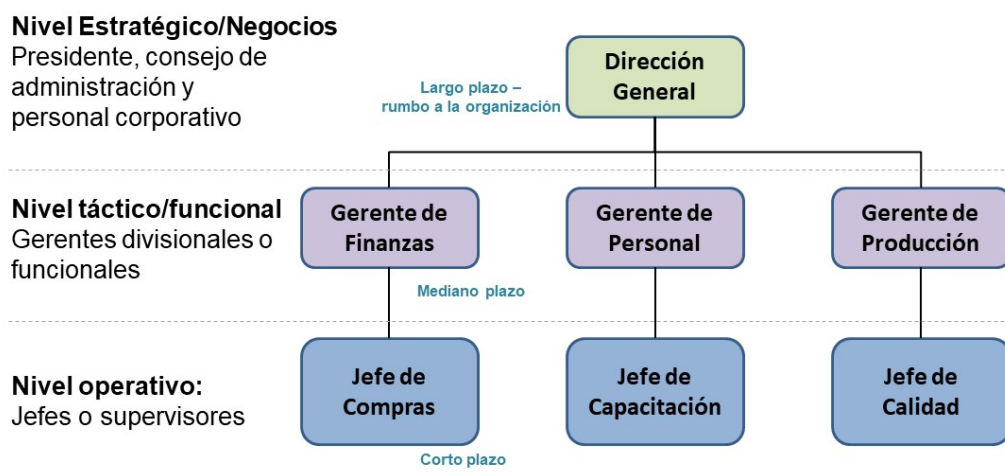 Nivel Estratégico/Negocios
Presidente, consejo de
administración y
personal corporativo
Largo plazo –
rumbo a la organización
Dirección
General
Nivel táctico/funcional
Gerentes divisionales o
funcionales
Gerente de
Finanzas
Gerente de
Personal
Gerente de
Producción
Mediano plazo
Nivel operativo:
Jefes o supervisores
Jefe de
Compras
Jefe de
Capacitación
Jefe de
Calidad
Corto plazo